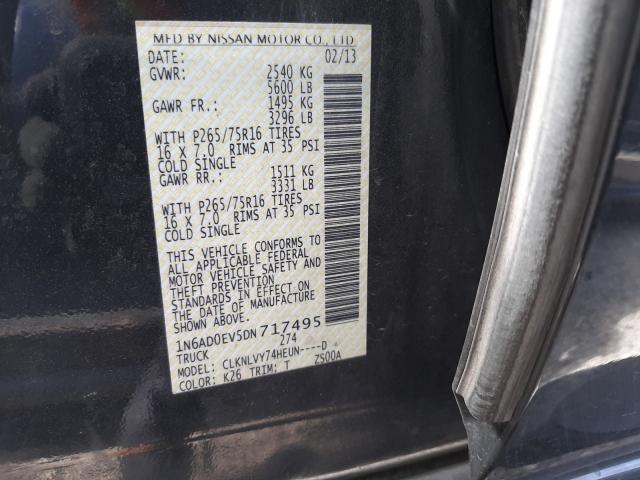 MFD BY NISSAN MOTOR CO., LTD.
DATE: 02/13
GVWR: 2540 KG
5600 LB
GAWR FR.: 1495 KG
3296 LB
WITH P265/75R16 TIRES
16 X 7.0 RIMS AT 35 PSI
COLD SINGLE
GAWR RR.: 1511 KG
3331 LB
WITH P265/75R16 TIRES
16 X 7.0 RIMS AT 35 PSI
COLD SINGLE
THIS VEHICLE CONFORMS TO
ALL APPLICABLE FEDERAL
MOTOR VEHICLE SAFETY AND
THEFT PREVENTION
STANDARDS IN EFFECT ON
THE DATE OF MANUFACTURE
SHOWN ABOVE.
1N6AD0EV5DN717495
TRUCK 274
MODEL: CLKNLVY74HEUN----D
COLOR: K26 TRIM: T ZS00A